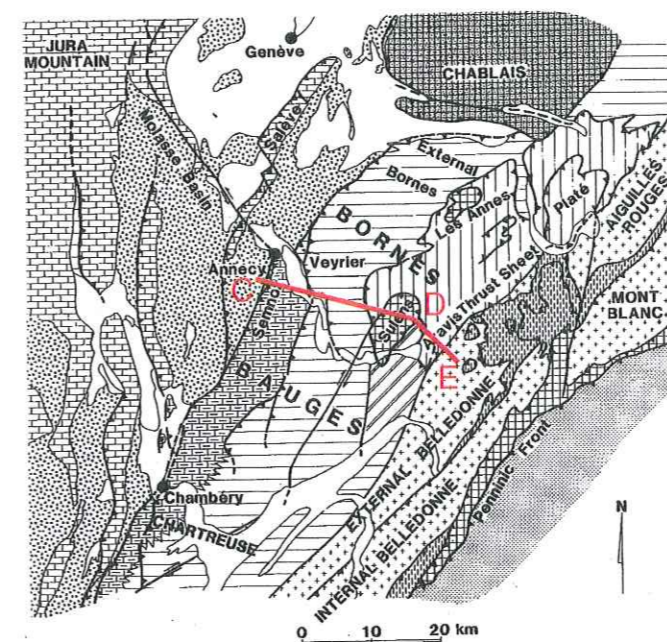 JURA
MOUNTAIN
Genève
CHABLAIS
Molasse Basin
Salève
External
Bornes
Les Annes
Platé
AIGUILLES
ROUGES
BORNES
Annecy
Veyrier
C
D
MONT
BLANC
avis Thrust Sheet
E
BAUGES
EXTERNAL BELLEDONNE
INTERNAL BELLEDONNE
Penninic Front
Chambéry
CHARTREUSE
N
0 10 20 km